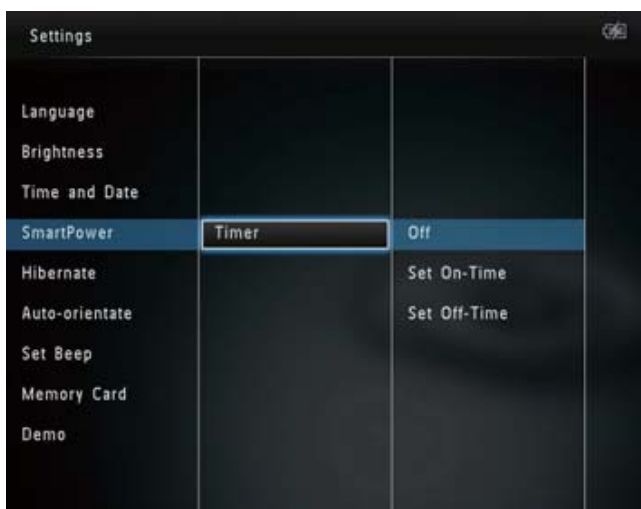 Settings
Language
Brightness
Time and Date
SmartPower
Timer
Off
Hibernate
Set On-Time
Auto-orientate
Set Off-Time
Set Beep
Memory Card
Demo